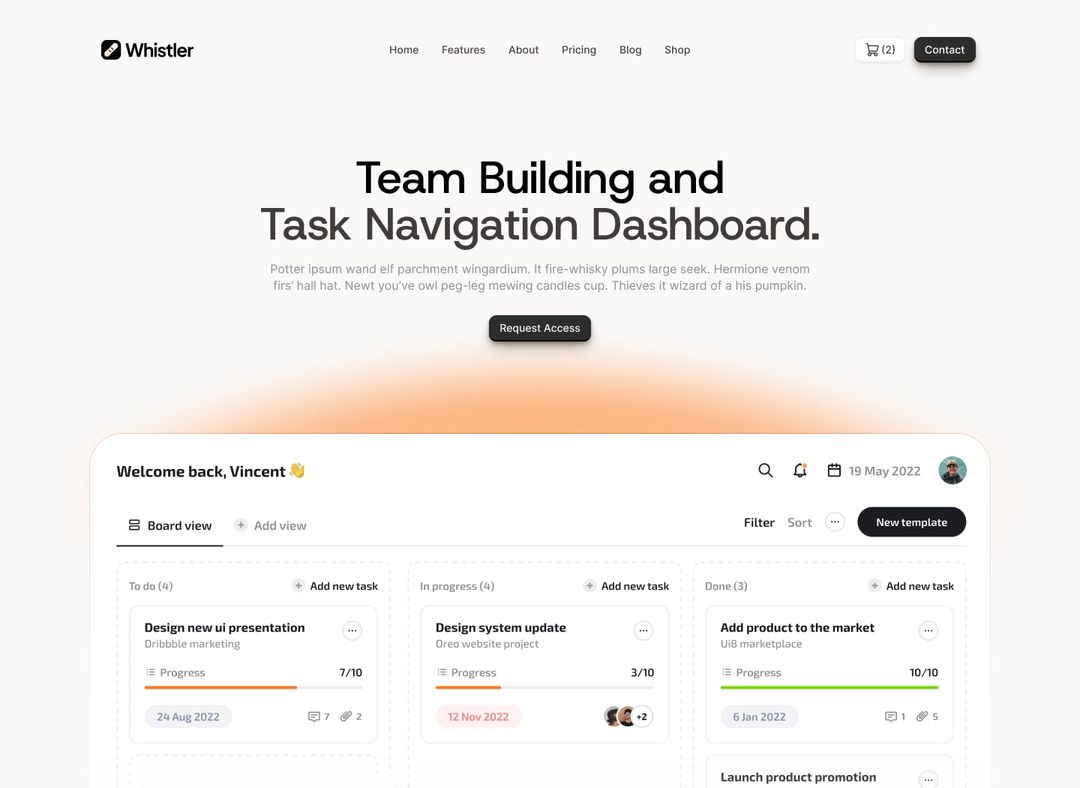 Whistler
Home Features About Pricing Blog Shop
(2) Contact
Team Building and
Task Navigation Dashboard.
Potter ipsum wand elf parchment wingardium. It fire-whisky plums large seek. Hermione venom
firs’ hall hat. Newt you’ve owl peg-leg mewing candles cup. Thieves it wizard of a his pumpkin.
Request Access
Welcome back, Vincent 👋
19 May 2022
Board view + Add view
Filter Sort ··· New template
To do (4) + Add new task
Design new ui presentation ···
Dribbble marketing
Progress 7/10
24 Aug 2022 7 2
In progress (4) + Add new task
Design system update ···
Oreo website project
Progress 3/10
12 Nov 2022 +2
Done (3) + Add new task
Add product to the market ···
Ui8 marketplace
Progress 10/10
6 Jan 2022 1 5
Launch product promotion ···